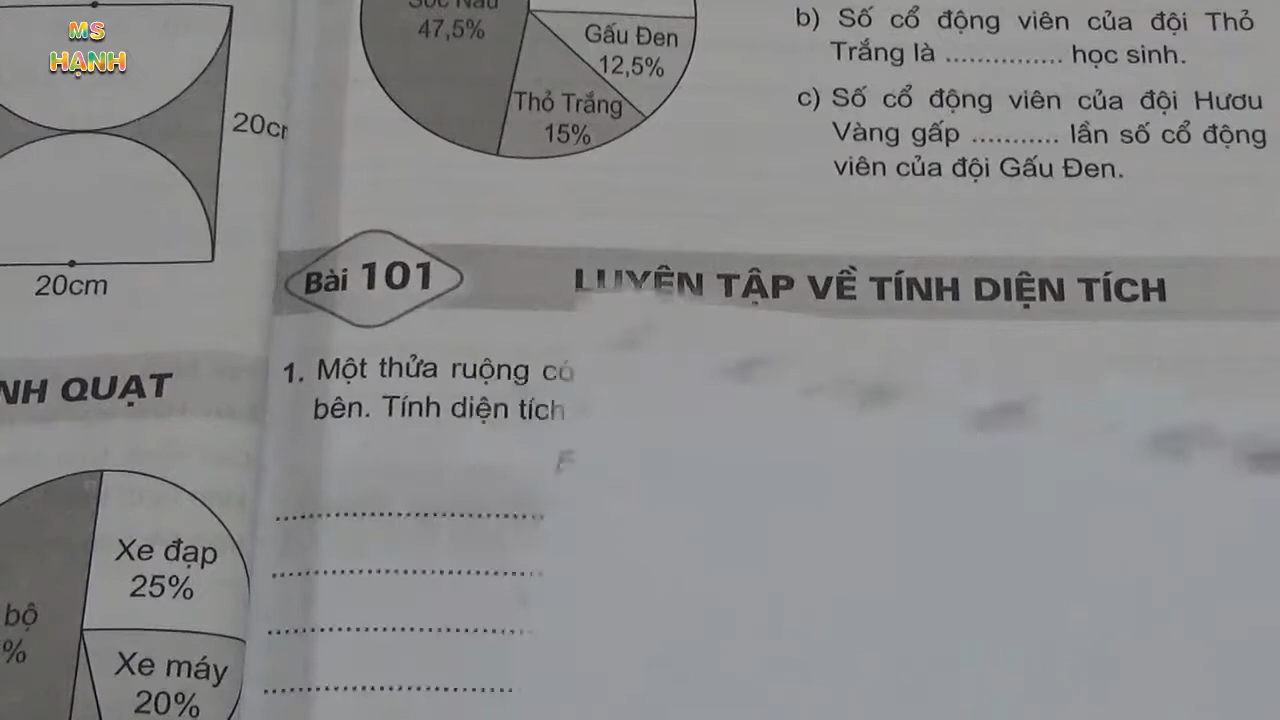 MS
HẠNH
20cm
NH QUẠT
Xe đạp
25%
bộ
%
Xe máy
20%
47,5%
Gấu Đen
12,5%
Thỏ Trắng
15%
b) Số cổ động viên của đội Thỏ
Trắng là ............... học sinh.
c) Số cổ động viên của đội Hươu
Vàng gấp ........... lần số cổ động
viên của đội Gấu Đen.
Bài 101
LUYỆN TẬP VỀ TÍNH DIỆN TÍCH
1. Một thửa ruộng có
bên. Tính diện tích